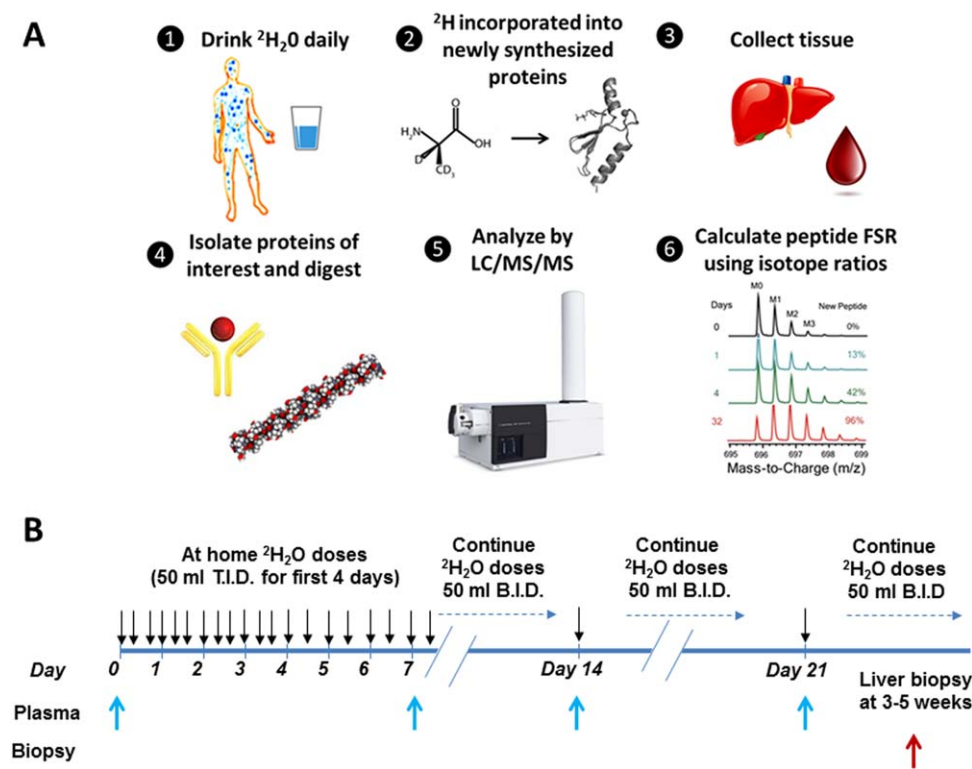 A
1 Drink ²H₂0 daily
2 ²H incorporated into
newly synthesized
proteins
O
H₂N
OH
D
CD₃
3 Collect tissue
4 Isolate proteins of
interest and digest
5 Analyze by
LC/MS/MS
6 Calculate peptide FSR
using isotope ratios
Days
M0
M1
M2
M3
New Peptide
0
0%
1
13%
4
42%
32
96%
695 696 697 698 699
Mass-to-Charge (m/z)
B
At home ²H₂O doses
(50 ml T.I.D. for first 4 days)
Continue
²H₂O doses
50 ml B.I.D.
Continue
²H₂O doses
50 ml B.I.D.
Continue
²H₂O doses
50 ml B.I.D
Day 0 1 2 3 4 5 6 7 Day 14 Day 21
Liver biopsy
at 3-5 weeks
Plasma
Biopsy